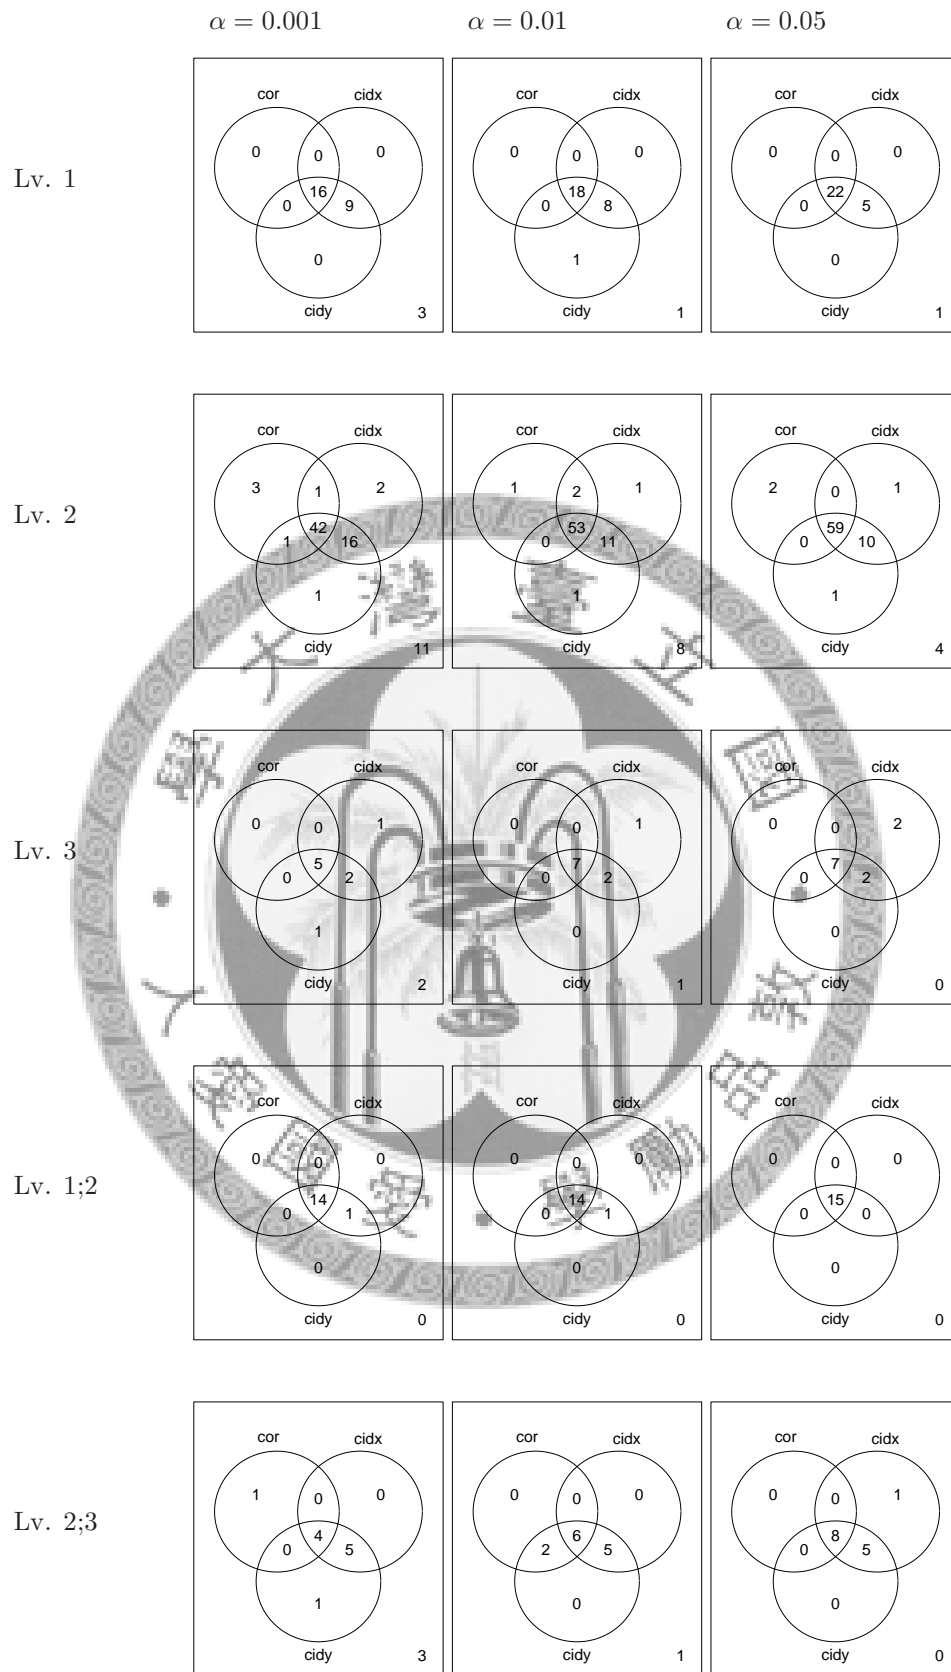 α = 0.001 α = 0.01 α = 0.05
Lv. 1
cor cidx
0 0 0
16
0 9
0
cidy 3
cor cidx
0 0 0
18
0 8
1
cidy 1
cor cidx
0 0 0
22
0 5
0
cidy 1
Lv. 2
cor cidx
3 1 2
42
1 16
1
cidy 11
cor cidx
1 2 1
53
0 11
1
cidy 8
cor cidx
2 0 1
59
0 10
1
cidy 4
Lv. 3
cor cidx
0 0 1
5
0 2
1
cidy 2
cor cidx
0 0 1
7
0 2
0
cidy 1
cor cidx
0 0 2
7
0 2
0
cidy 0
Lv. 1;2
cor cidx
0 0 0
14
0 1
0
cidy 0
cor cidx
0 0 0
14
0 1
0
cidy 0
cor cidx
0 0 0
15
0 0
0
cidy 0
Lv. 2;3
cor cidx
1 0 0
4
0 5
1
cidy 3
cor cidx
0 0 0
6
2 5
0
cidy 1
cor cidx
0 0 1
8
0 5
0
cidy 0